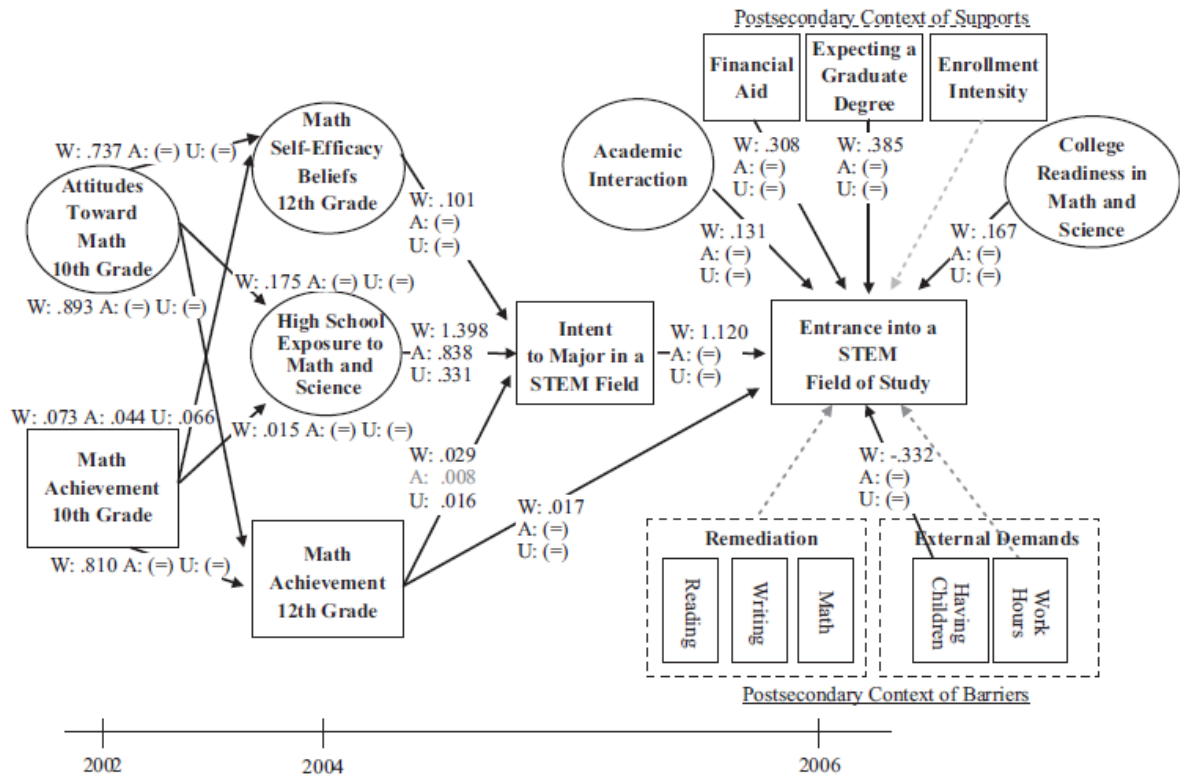 Postsecondary Context of Supports
Financial
Aid
Expecting a
Graduate
Degree
Enrollment
Intensity
Math
Self-Efficacy
Beliefs
12th Grade
W: .737 A: (=) U: (=)
Attitudes
Toward
Math
10th Grade
W: .893 A: (=) U: (=)
W: .101
A: (=)
U: (=)
Academic
Interaction
W: .308
A: (=)
U: (=)
W: .385
A: (=)
U: (=)
College
Readiness in
Math and
Science
W: .131
A: (=)
U: (=)
W: .167
A: (=)
U: (=)
W: .175 A: (=) U: (=)
High School
Exposure to
Math and
Science
W: 1.398
A: .838
U: .331
Intent
to Major in a
STEM Field
W: 1.120
A: (=)
U: (=)
Entrance into a
STEM
Field of Study
W: .073 A: .044 U: .066
W: .015 A: (=) U: (=)
Math
Achievement
10th Grade
W: .029
A: .008
U: .016
W: .810 A: (=) U: (=)
Math
Achievement
12th Grade
W: .017
A: (=)
U: (=)
W: -.332
A: (=)
U: (=)
Remediation
Reading
Writing
Math
External Demands
Having
Children
Work
Hours
Postsecondary Context of Barriers
2002
2004
2006